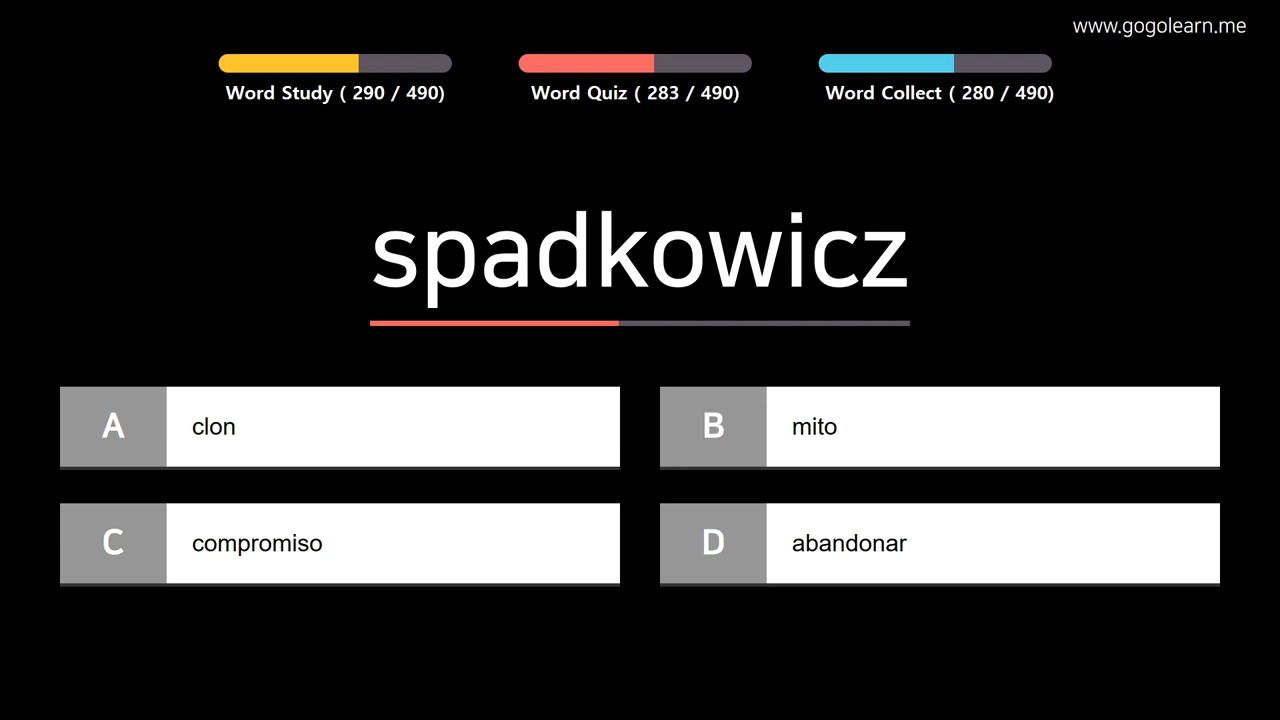 www.gogolearn.me
Word Study ( 290 / 490)
Word Quiz ( 283 / 490)
Word Collect ( 280 / 490)
spadkowicz
A clon
B mito
C compromiso
D abandonar